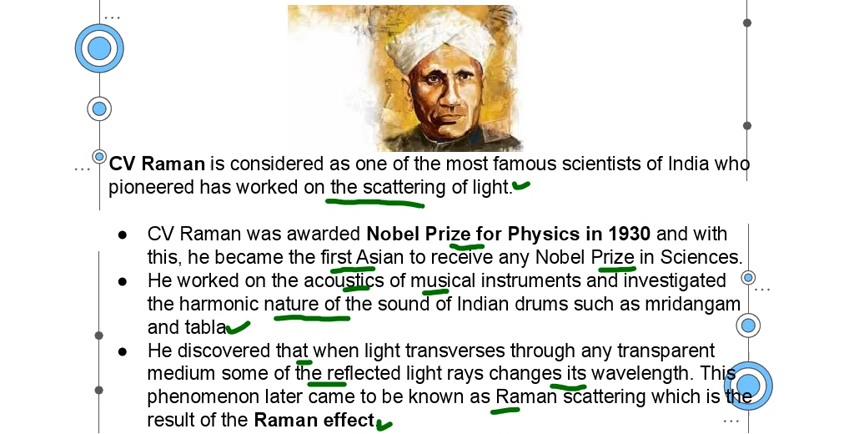 CV Raman is considered as one of the most famous scientists of India who
pioneered has worked on the scattering of light.
● CV Raman was awarded Nobel Prize for Physics in 1930 and with
this, he became the first Asian to receive any Nobel Prize in Sciences.
● He worked on the acoustics of musical instruments and investigated
the harmonic nature of the sound of Indian drums such as mridangam
and tabla
● He discovered that when light transverses through any transparent
medium some of the reflected light rays changes its wavelength. This
phenomenon later came to be known as Raman scattering which is the
result of the Raman effect.